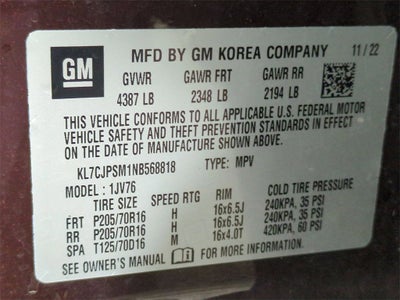 GM
MFD BY GM KOREA COMPANY 11/22
GVWR GAWR FRT GAWR RR
4387 LB 2348 LB 2194 LB
THIS VEHICLE CONFORMS TO ALL APPLICABLE U.S. FEDERAL MOTOR
VEHICLE SAFETY AND THEFT PREVENTION STANDARDS IN EFFECT
ON THE DATE OF MANUFACTURE SHOWN ABOVE.
KL7CJPSM1NB568818 TYPE: MPV
MODEL: 1JV76
TIRE SIZE SPEED RTG RIM COLD TIRE PRESSURE
FRT P205/70R16 H 16x6.5J 240KPA, 35 PSI
RR P205/70R16 H 16x6.5J 240KPA, 35 PSI
SPA T125/70D16 M 16x4.0T 420KPA, 60 PSI
SEE OWNER'S MANUAL FOR MORE INFORMATION.